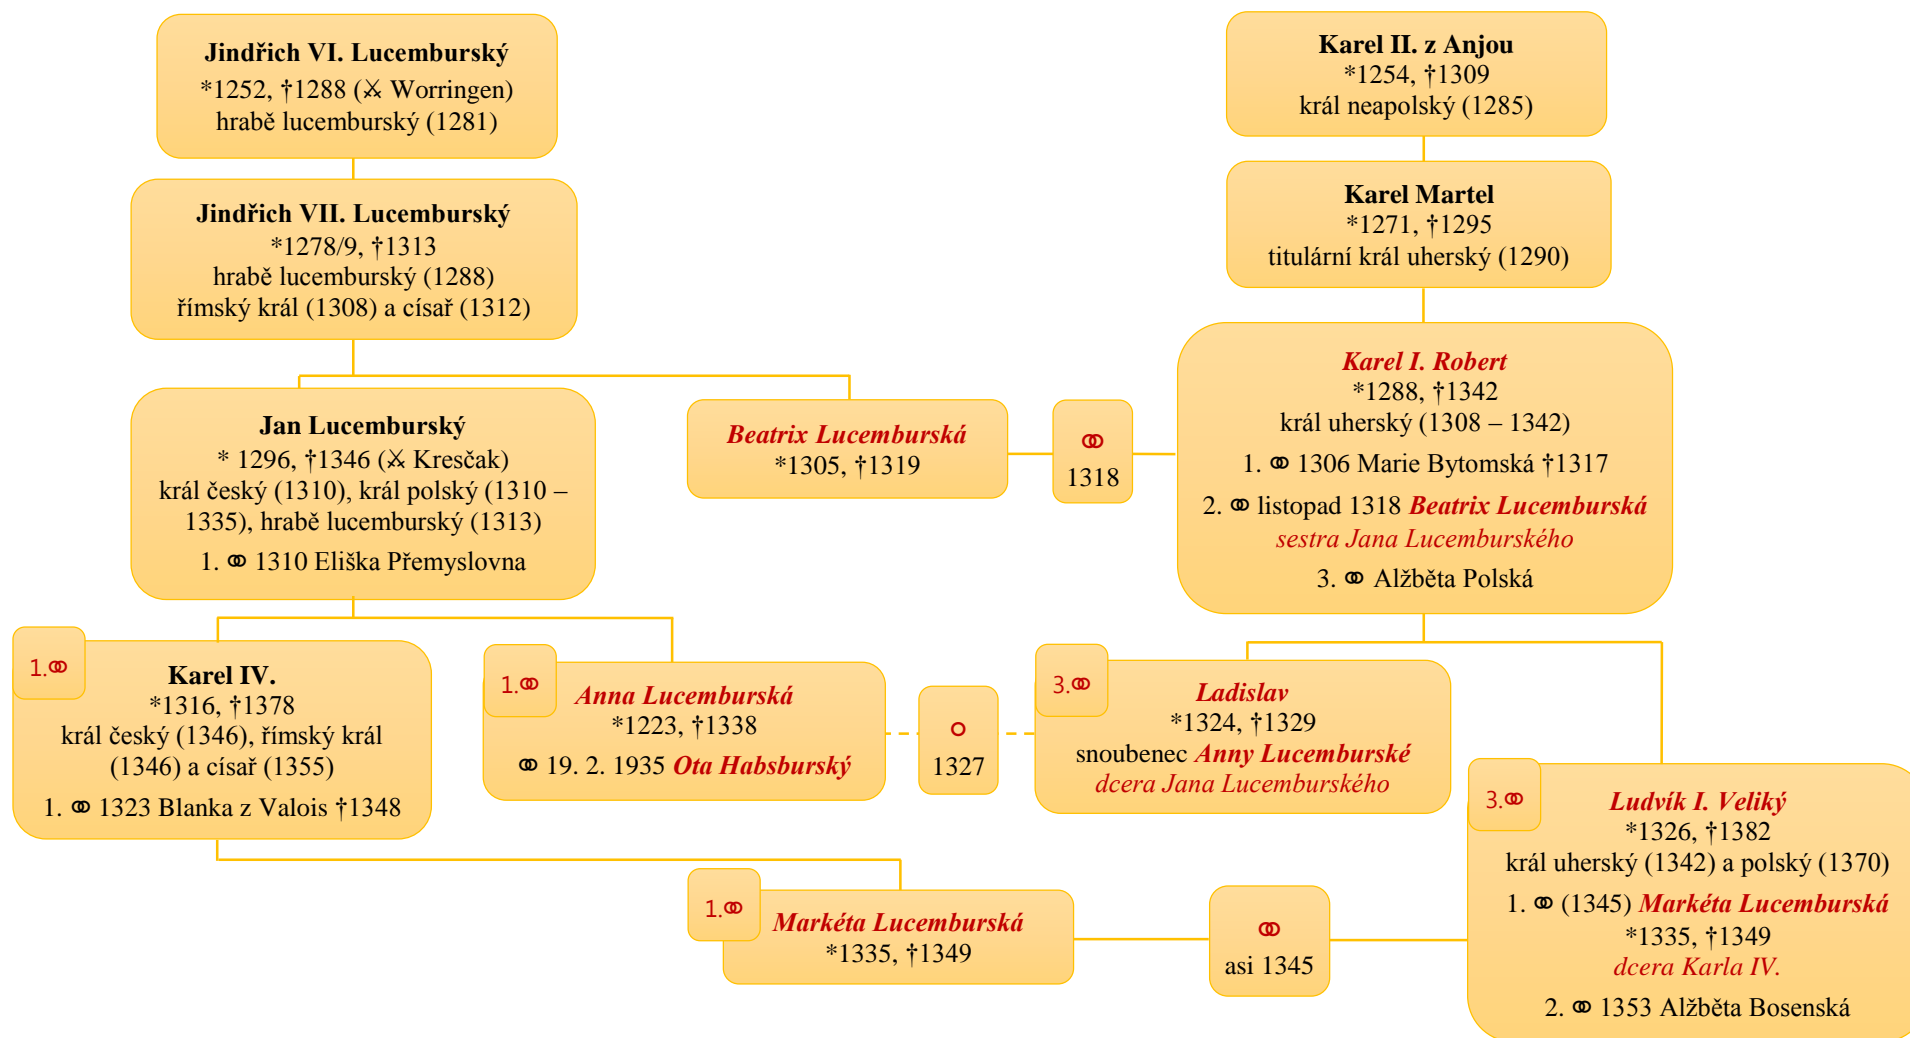 Jindřich VI. Lucemburský
*1252, †1288 (⚔ Worringen)
hrabě lucemburský (1281)
Karel II. z Anjou
*1254, †1309
král neapolský (1285)
Jindřich VII. Lucemburský
*1278/9, †1313
hrabě lucemburský (1288)
římský král (1308) a císař (1312)
Karel Martel
*1271, †1295
titulární král uherský (1290)
Jan Lucemburský
* 1296, †1346 (⚔ Kresčak)
král český (1310), král polský (1310 –
1335), hrabě lucemburský (1313)
1. ⚭ 1310 Eliška Přemyslovna
Beatrix Lucemburská
*1305, †1319
⚭
1318
Karel I. Robert
*1288, †1342
král uherský (1308 – 1342)
1. ⚭ 1306 Marie Bytomská †1317
2. ⚭ listopad 1318 Beatrix Lucemburská
sestra Jana Lucemburského
3. ⚭ Alžběta Polská
1.⚭
Karel IV.
*1316, †1378
král český (1346), římský král
(1346) a císař (1355)
1. ⚭ 1323 Blanka z Valois †1348
1.⚭
Anna Lucemburská
*1223, †1338
⚭ 19. 2. 1935 Ota Habsburský
⚬
1327
3.⚭
Ladislav
*1324, †1329
snoubenec Anny Lucemburské
dcera Jana Lucemburského
3.⚭
Ludvík I. Veliký
*1326, †1382
král uherský (1342) a polský (1370)
1. ⚭ (1345) Markéta Lucemburská
*1335, †1349
dcera Karla IV.
2. ⚭ 1353 Alžběta Bosenská
1.⚭
Markéta Lucemburská
*1335, †1349
⚭
asi 1345